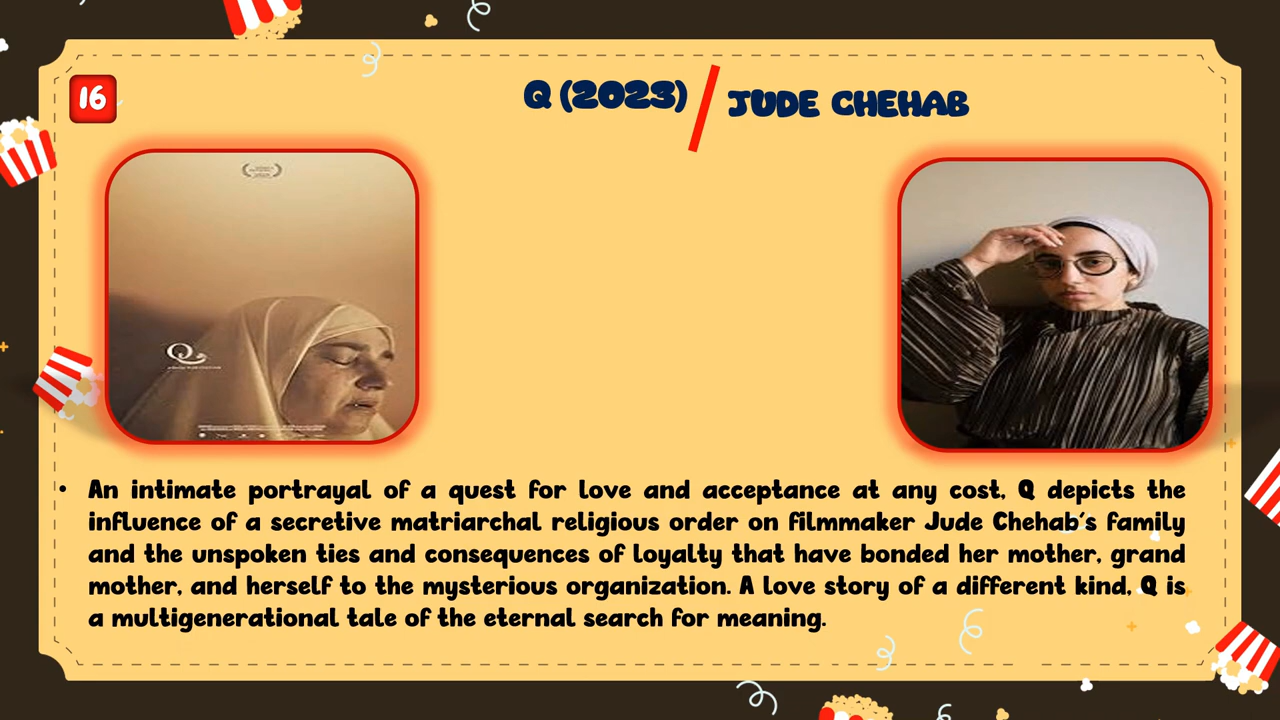 16
Q (2023)
JUDE CHEHAB
Q
• An intimate portrayal of a quest for love and acceptance at any cost, Q depicts the
influence of a secretive matriarchal religious order on filmmaker Jude Chehab's family
and the unspoken ties and consequences of loyalty that have bonded her mother, grand
mother, and herself to the mysterious organization. A love story of a different kind, Q is
a multigenerational tale of the eternal search for meaning.